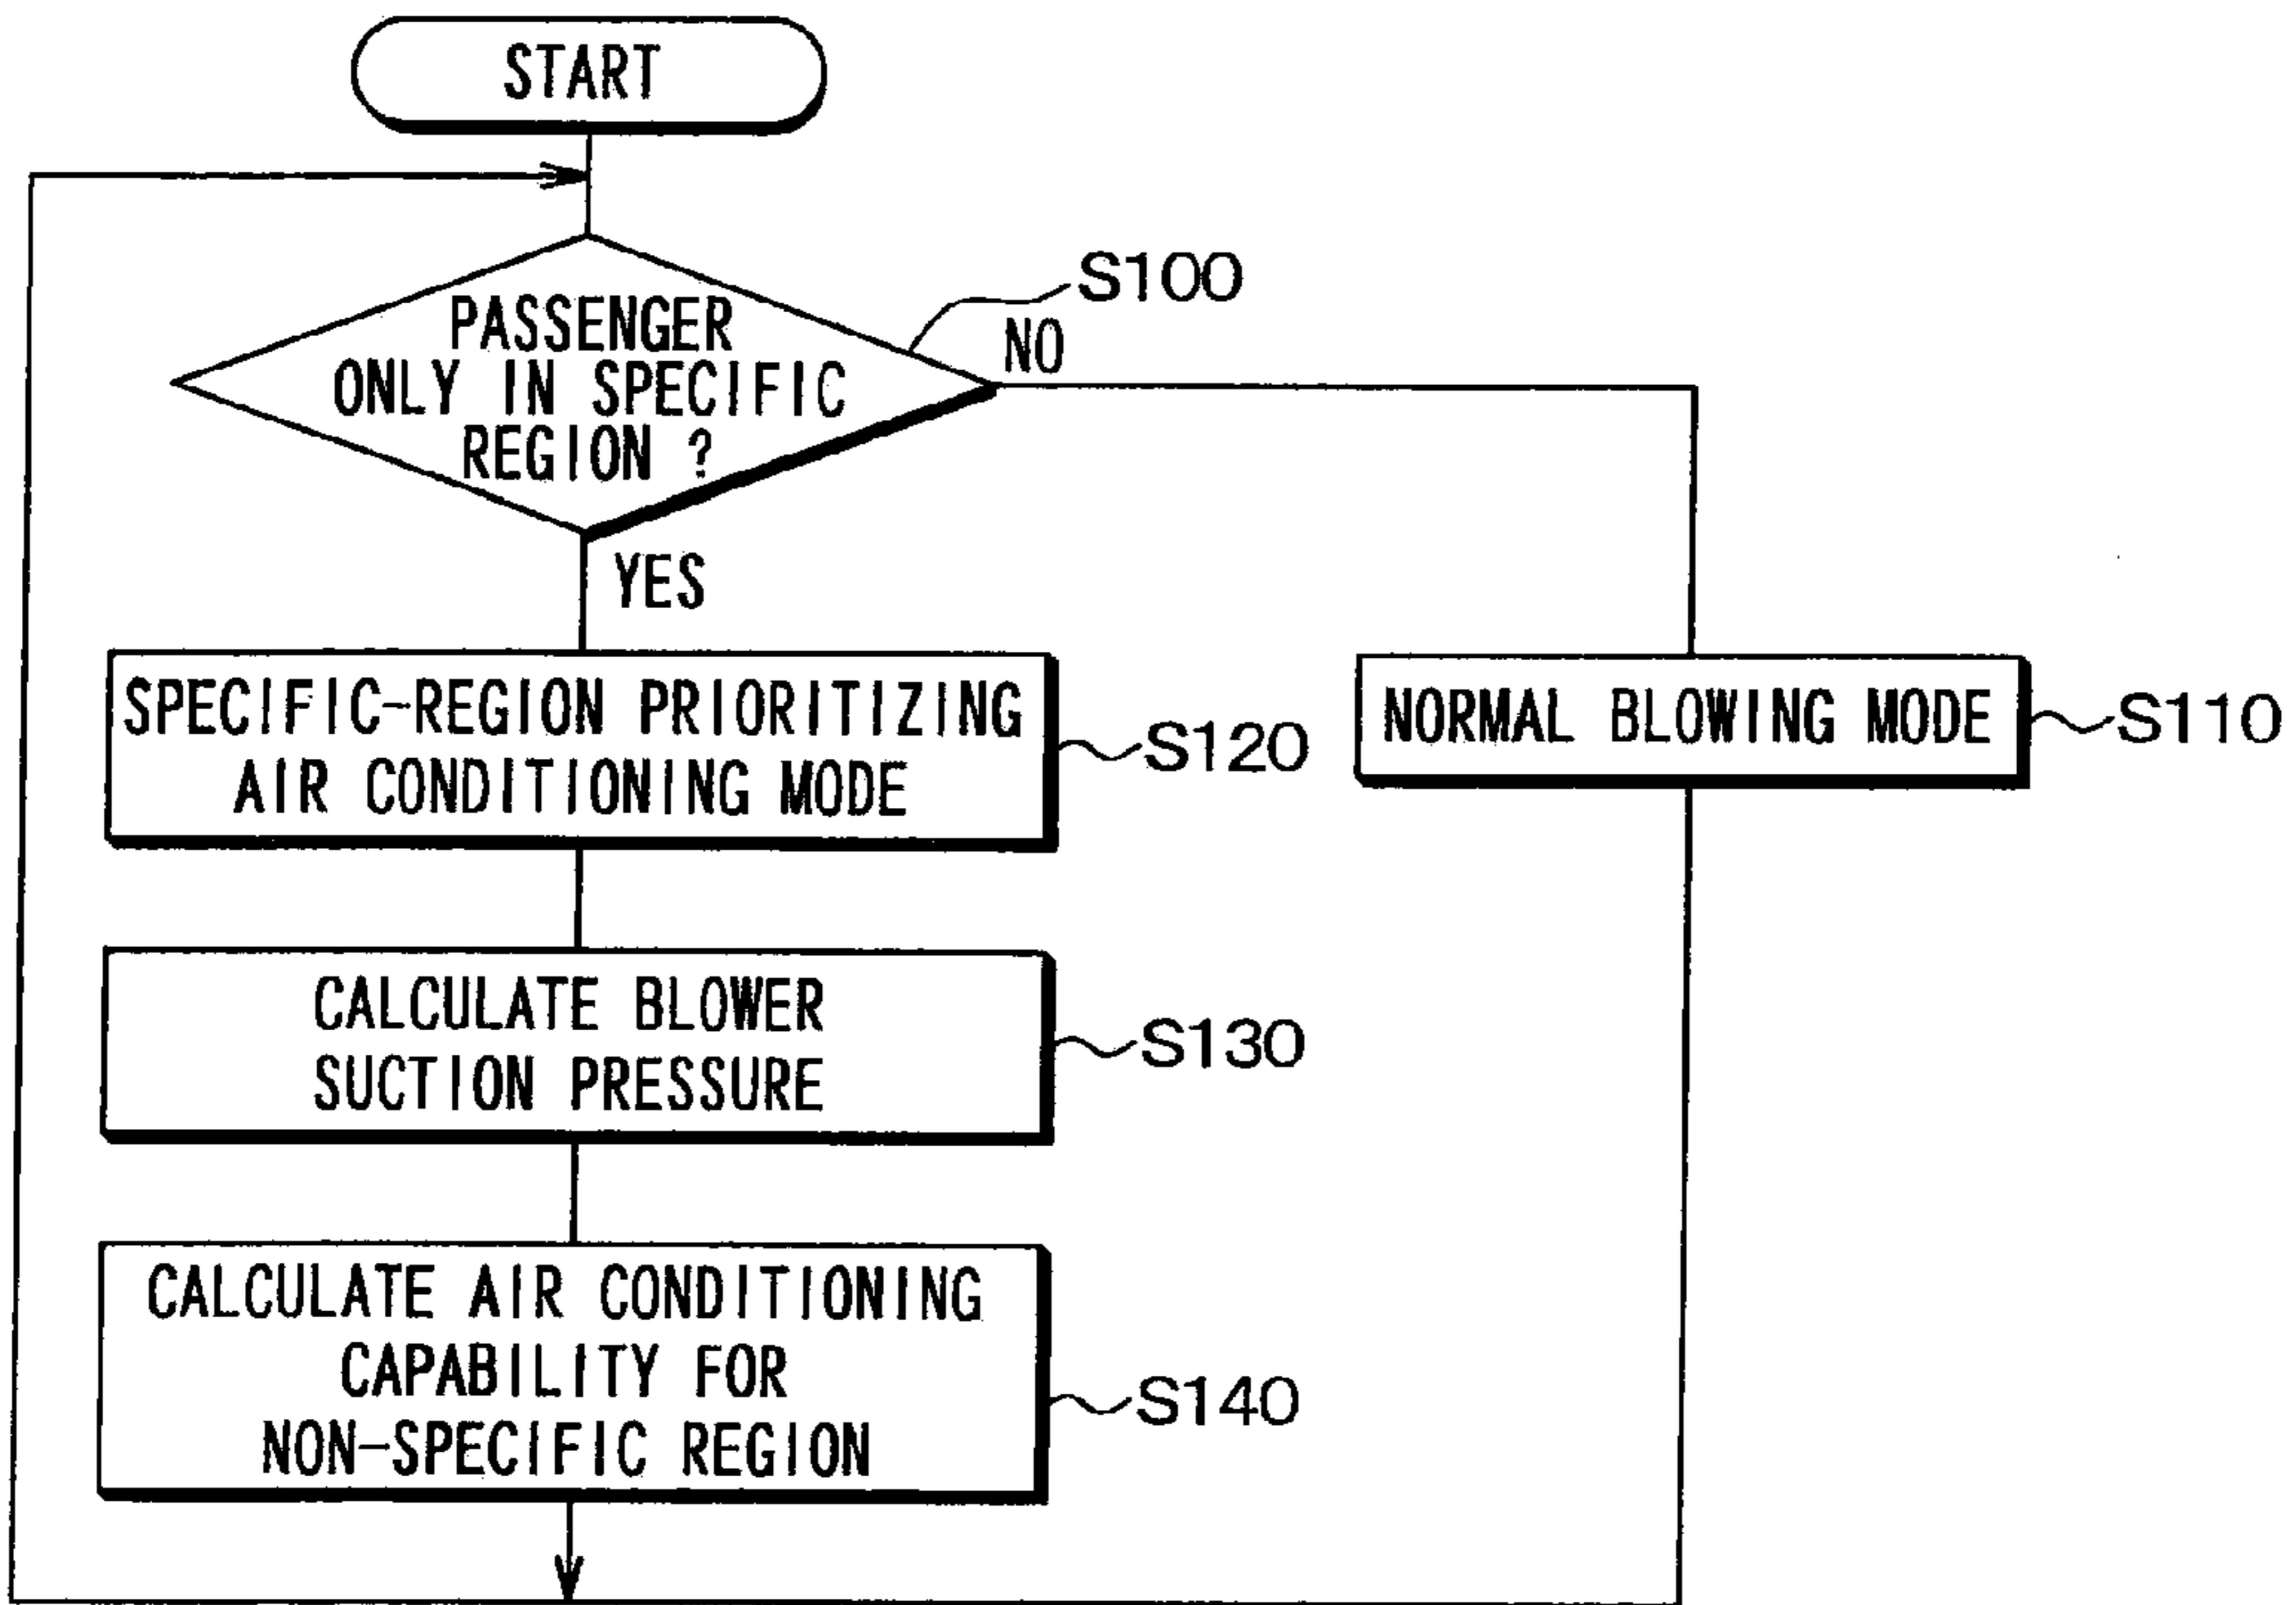 START
S100
PASSENGER
ONLY IN SPECIFIC
REGION ?
NO
YES
SPECIFIC-REGION PRIORITIZING
AIR CONDITIONING MODE
S120
NORMAL BLOWING MODE
S110
CALCULATE BLOWER
SUCTION PRESSURE
S130
CALCULATE AIR CONDITIONING
CAPABILITY FOR
NON-SPECIFIC REGION
S140